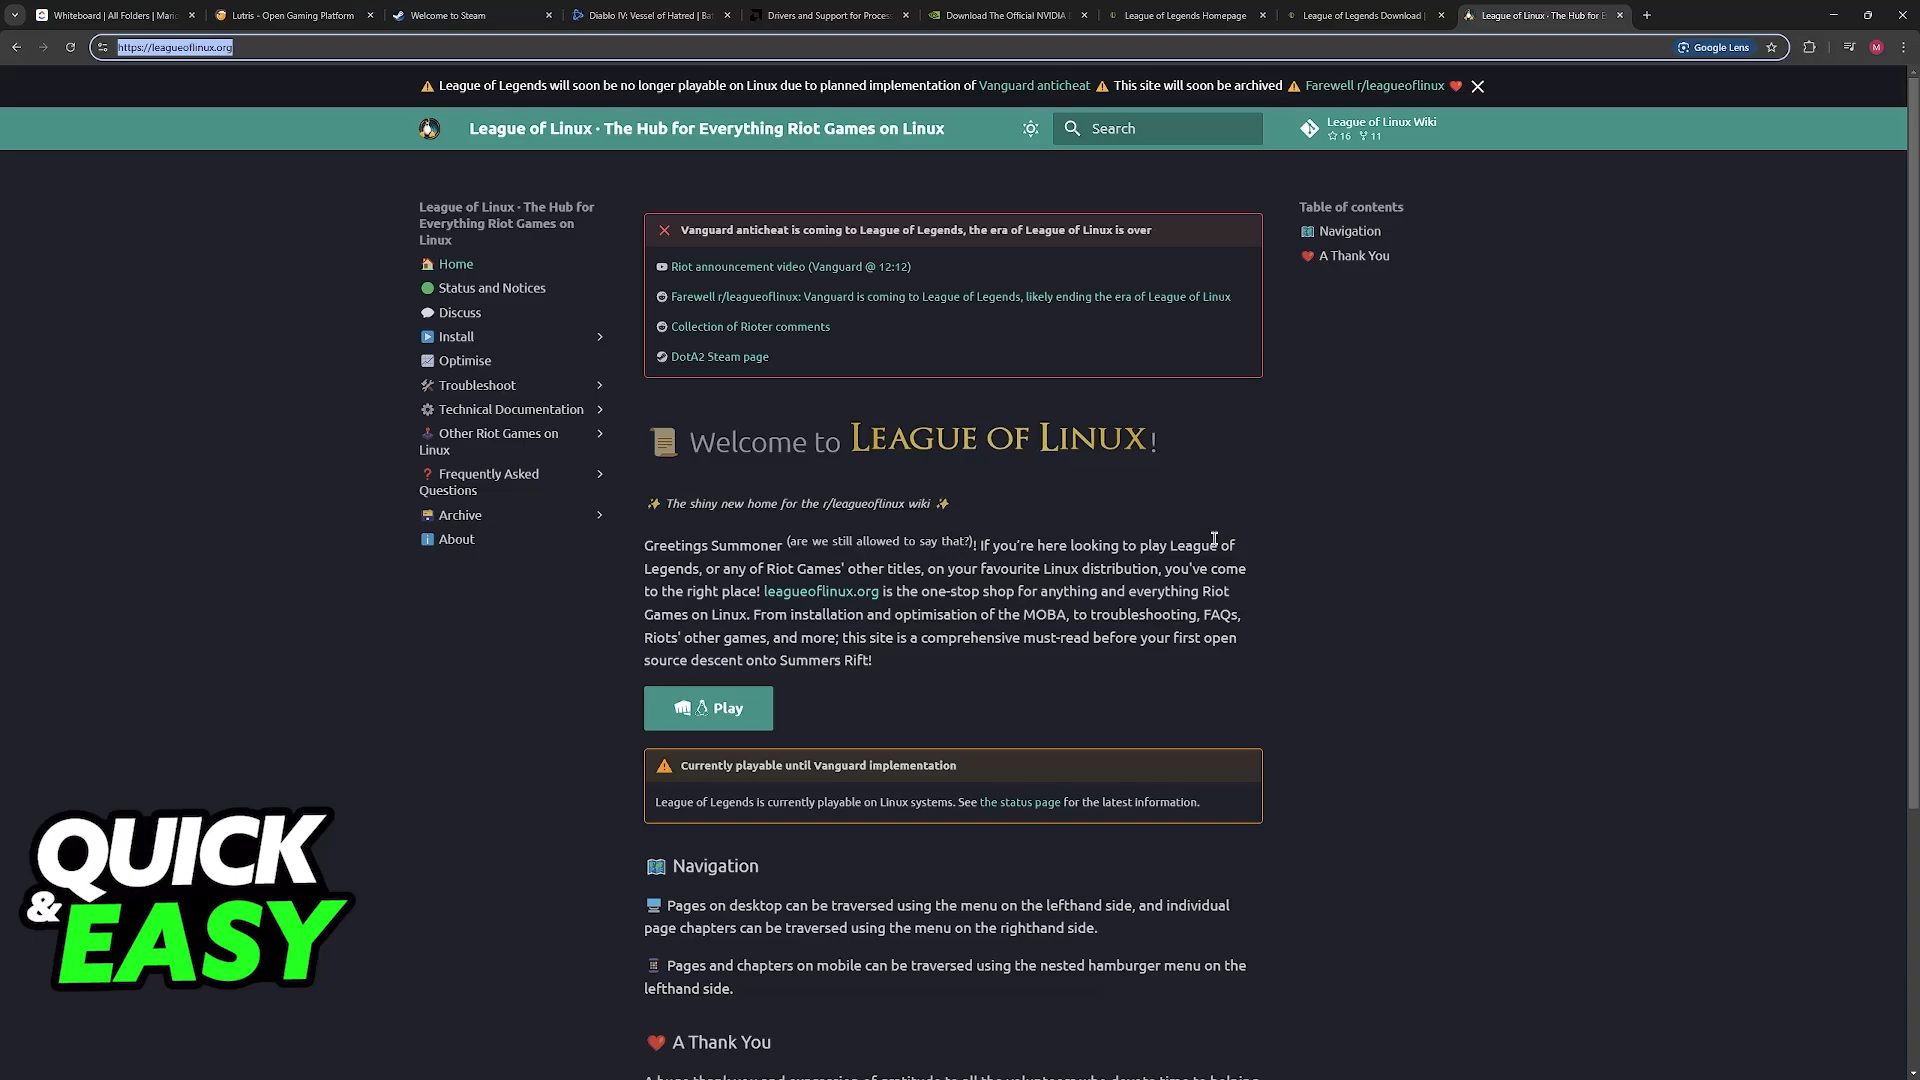 Whiteboard | All Folders | Maric
Lutris - Open Gaming Platform
Welcome to Steam
Diablo IV: Vessel of Hatred | Bat
Drivers and Support for Process
Download The Official NVIDIA
League of Legends Homepage
League of Legends Download |
League of Linux · The Hub for E
https://leagueoflinux.org
Google Lens
M
League of Legends will soon be no longer playable on Linux due to planned implementation of Vanguard anticheat This site will soon be archived Farewell r/leagueoflinux
League of Linux · The Hub for Everything Riot Games on Linux
Search
League of Linux Wiki
16 11
League of Linux · The Hub for
Everything Riot Games on
Linux
Home
Status and Notices
Discuss
Install
Optimise
Troubleshoot
Technical Documentation
Other Riot Games on
Linux
Frequently Asked
Questions
Archive
About
Vanguard anticheat is coming to League of Legends, the era of League of Linux is over
Riot announcement video (Vanguard @ 12:12)
Farewell r/leagueoflinux: Vanguard is coming to League of Legends, likely ending the era of League of Linux
Collection of Rioter comments
DotA2 Steam page
Welcome to LEAGUE OF LINUX!
The shiny new home for the r/leagueoflinux wiki
Greetings Summoner (are we still allowed to say that?)! If you're here looking to play League of
Legends, or any of Riot Games' other titles, on your favourite Linux distribution, you've come
to the right place! leagueoflinux.org is the one-stop shop for anything and everything Riot
Games on Linux. From installation and optimisation of the MOBA, to troubleshooting, FAQs,
Riots' other games, and more; this site is a comprehensive must-read before your first open
source descent onto Summers Rift!
Play
Currently playable until Vanguard implementation
League of Legends is currently playable on Linux systems. See the status page for the latest information.
Navigation
Pages on desktop can be traversed using the menu on the lefthand side, and individual
page chapters can be traversed using the menu on the righthand side.
Pages and chapters on mobile can be traversed using the nested hamburger menu on the
lefthand side.
A Thank You
Table of contents
Navigation
A Thank You
QUICK
& EASY